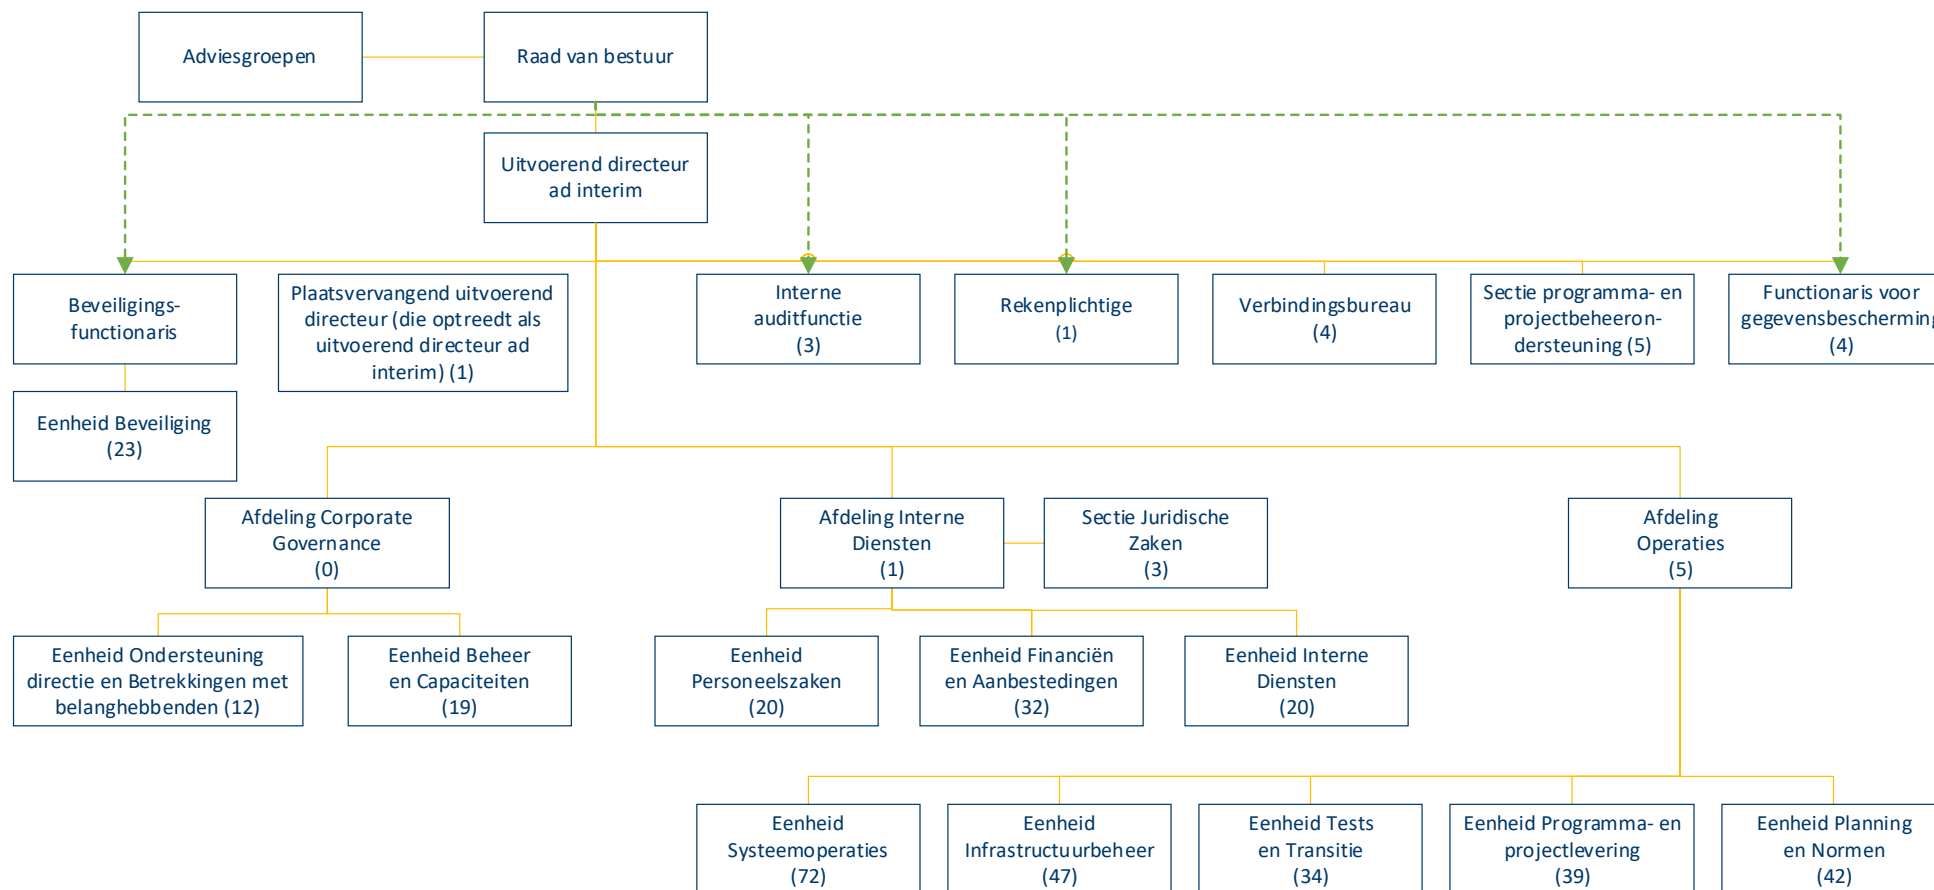 Adviesgroepen
Raad van bestuur
Uitvoerend directeur
ad interim
Beveiligings-
functionaris
Plaatsvervangend uitvoerend
directeur (die optreedt als
uitvoerend directeur ad
interim) (1)
Interne
auditfunctie
(3)
Rekenplichtige
(1)
Verbindingsbureau
(4)
Sectie programma- en
projectbeheeron-
dersteuning (5)
Functionaris voor
gegevensbescherming
(4)
Eenheid Beveiliging
(23)
Afdeling Corporate
Governance
(0)
Afdeling Interne
Diensten
(1)
Sectie Juridische
Zaken
(3)
Afdeling
Operaties
(5)
Eenheid Ondersteuning
directie en Betrekkingen met
belanghebbenden (12)
Eenheid Beheer
en Capaciteiten
(19)
Eenheid
Personeelszaken
(20)
Eenheid Financiën
en Aanbestedingen
(32)
Eenheid Interne
Diensten
(20)
Eenheid
Systeemoperaties
(72)
Eenheid
Infrastructuurbeheer
(47)
Eenheid Tests
en Transitie
(34)
Eenheid Programma- en
projectlevering
(39)
Eenheid Planning
en Normen
(42)